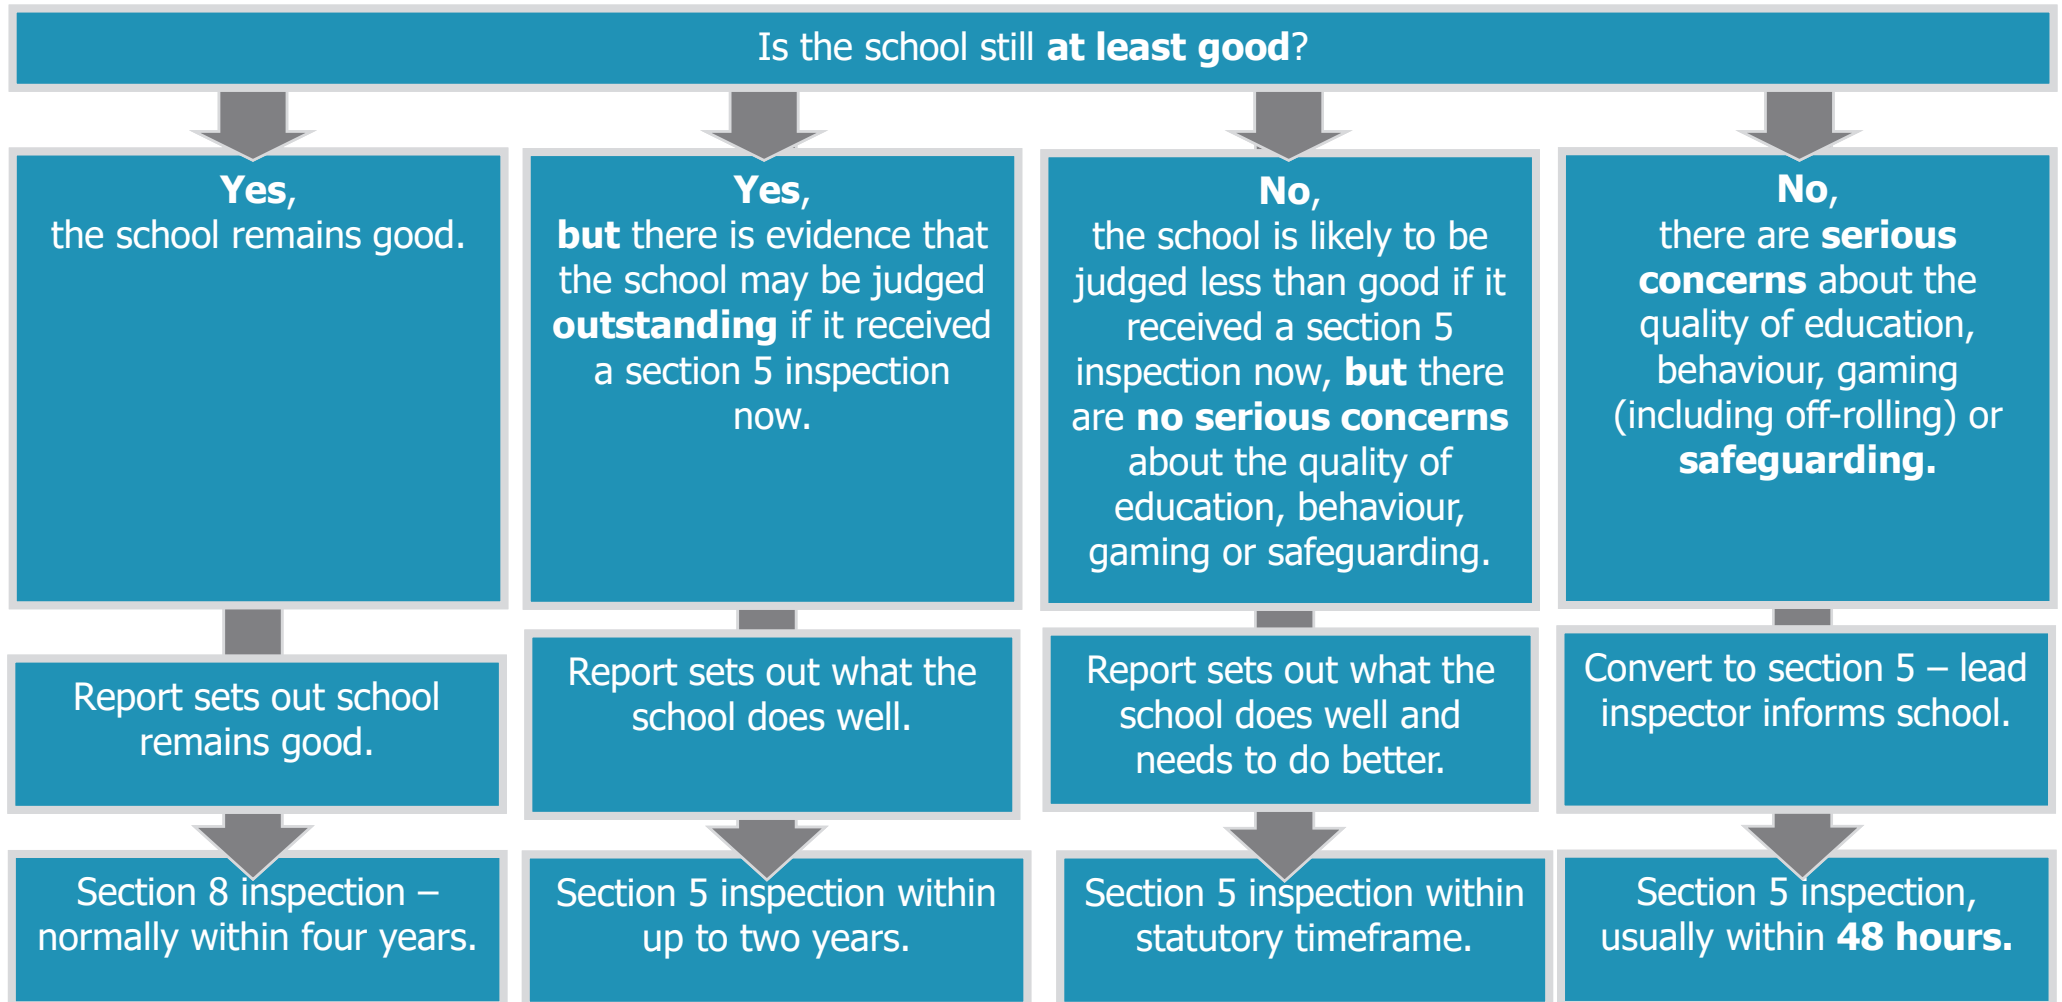 Is the school still at least good?
Yes,
the school remains good.
Yes,
but there is evidence that
the school may be judged
outstanding if it received
a section 5 inspection
now.
No,
the school is likely to be
judged less than good if it
received a section 5
inspection now, but there
are no serious concerns
about the quality of
education, behaviour,
gaming or safeguarding.
No,
there are serious
concerns about the
quality of education,
behaviour, gaming
(including off-rolling) or
safeguarding.
Report sets out school
remains good.
Report sets out what the
school does well.
Report sets out what the
school does well and
needs to do better.
Convert to section 5 – lead
inspector informs school.
Section 8 inspection –
normally within four years.
Section 5 inspection within
up to two years.
Section 5 inspection within
statutory timeframe.
Section 5 inspection,
usually within 48 hours.